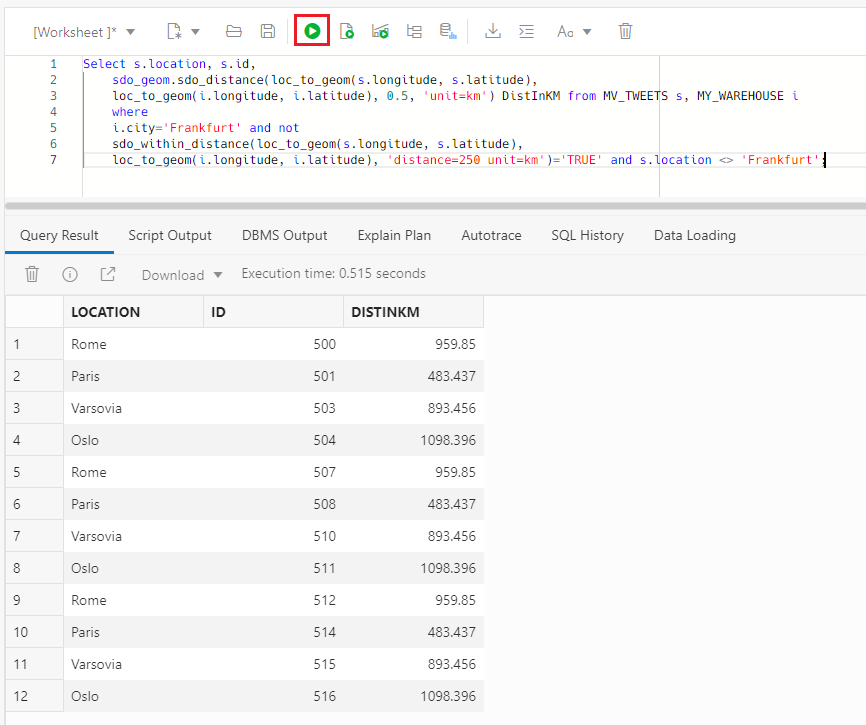 [Worksheet ]*
Aa
1 Select s.location, s.id,
2 sdo_geom.sdo_distance(loc_to_geom(s.longitude, s.latitude),
3 loc_to_geom(i.longitude, i.latitude), 0.5, 'unit=km') DistInKM from MV_TWEETS s, MY_WAREHOUSE i
4 where
5 i.city='Frankfurt' and not
6 sdo_within_distance(loc_to_geom(s.longitude, s.latitude),
7 loc_to_geom(i.longitude, i.latitude), 'distance=250 unit=km')='TRUE' and s.location <> 'Frankfurt';
Query Result Script Output DBMS Output Explain Plan Autotrace SQL History Data Loading
Download Execution time: 0.515 seconds
LOCATION ID DISTINKM
1 Rome 500 959.85
2 Paris 501 483.437
3 Varsovia 503 893.456
4 Oslo 504 1098.396
5 Rome 507 959.85
6 Paris 508 483.437
7 Varsovia 510 893.456
8 Oslo 511 1098.396
9 Rome 512 959.85
10 Paris 514 483.437
11 Varsovia 515 893.456
12 Oslo 516 1098.396